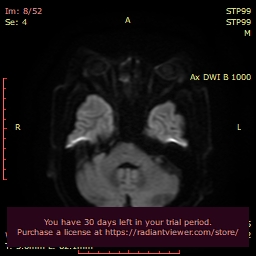 Im: 8/52
Se: 4
STP99
STP99
M
A
Ax DWI B 1000
R
L
You have 30 days left in your trial period.
Purchase a license at https://radiantviewer.com/store/